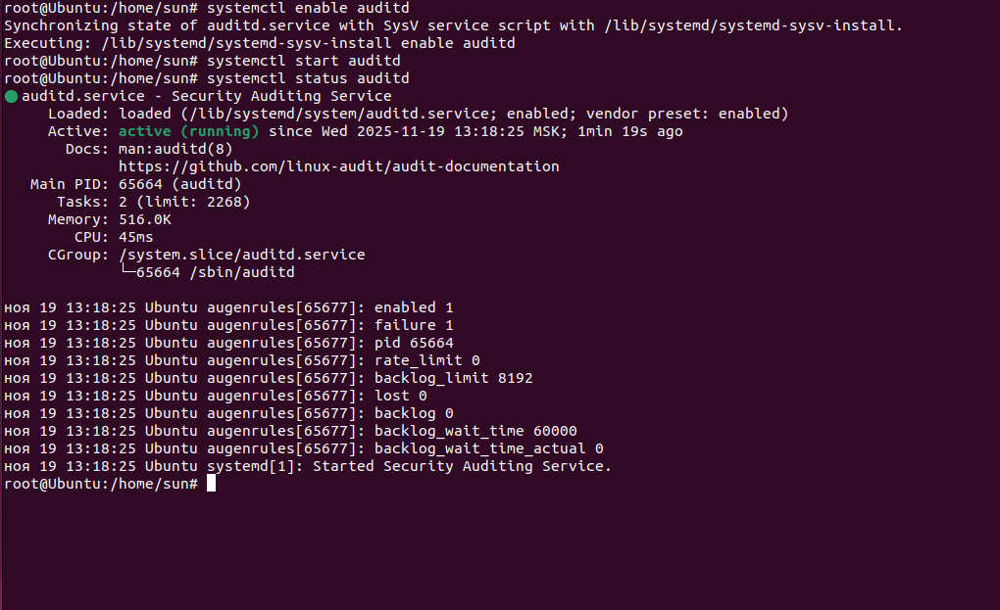 root@Ubuntu:/home/sun# systemctl enable auditd
Synchronizing state of auditd.service with SysV service script with /lib/systemd/systemd-sysv-install.
Executing: /lib/systemd/systemd-sysv-install enable auditd
root@Ubuntu:/home/sun# systemctl start auditd
root@Ubuntu:/home/sun# systemctl status auditd
● auditd.service - Security Auditing Service
     Loaded: loaded (/lib/systemd/system/auditd.service; enabled; vendor preset: enabled)
     Active: active (running) since Wed 2025-11-19 13:18:25 MSK; 1min 19s ago
       Docs: man:auditd(8)
             https://github.com/linux-audit/audit-documentation
   Main PID: 65664 (auditd)
      Tasks: 2 (limit: 2268)
     Memory: 516.0K
        CPU: 45ms
     CGroup: /system.slice/auditd.service
             └─65664 /sbin/auditd

ноя 19 13:18:25 Ubuntu augenrules[65677]: enabled 1
ноя 19 13:18:25 Ubuntu augenrules[65677]: failure 1
ноя 19 13:18:25 Ubuntu augenrules[65677]: pid 65664
ноя 19 13:18:25 Ubuntu augenrules[65677]: rate_limit 0
ноя 19 13:18:25 Ubuntu augenrules[65677]: backlog_limit 8192
ноя 19 13:18:25 Ubuntu augenrules[65677]: lost 0
ноя 19 13:18:25 Ubuntu augenrules[65677]: backlog 0
ноя 19 13:18:25 Ubuntu augenrules[65677]: backlog_wait_time 60000
ноя 19 13:18:25 Ubuntu augenrules[65677]: backlog_wait_time_actual 0
ноя 19 13:18:25 Ubuntu systemd[1]: Started Security Auditing Service.
root@Ubuntu:/home/sun#